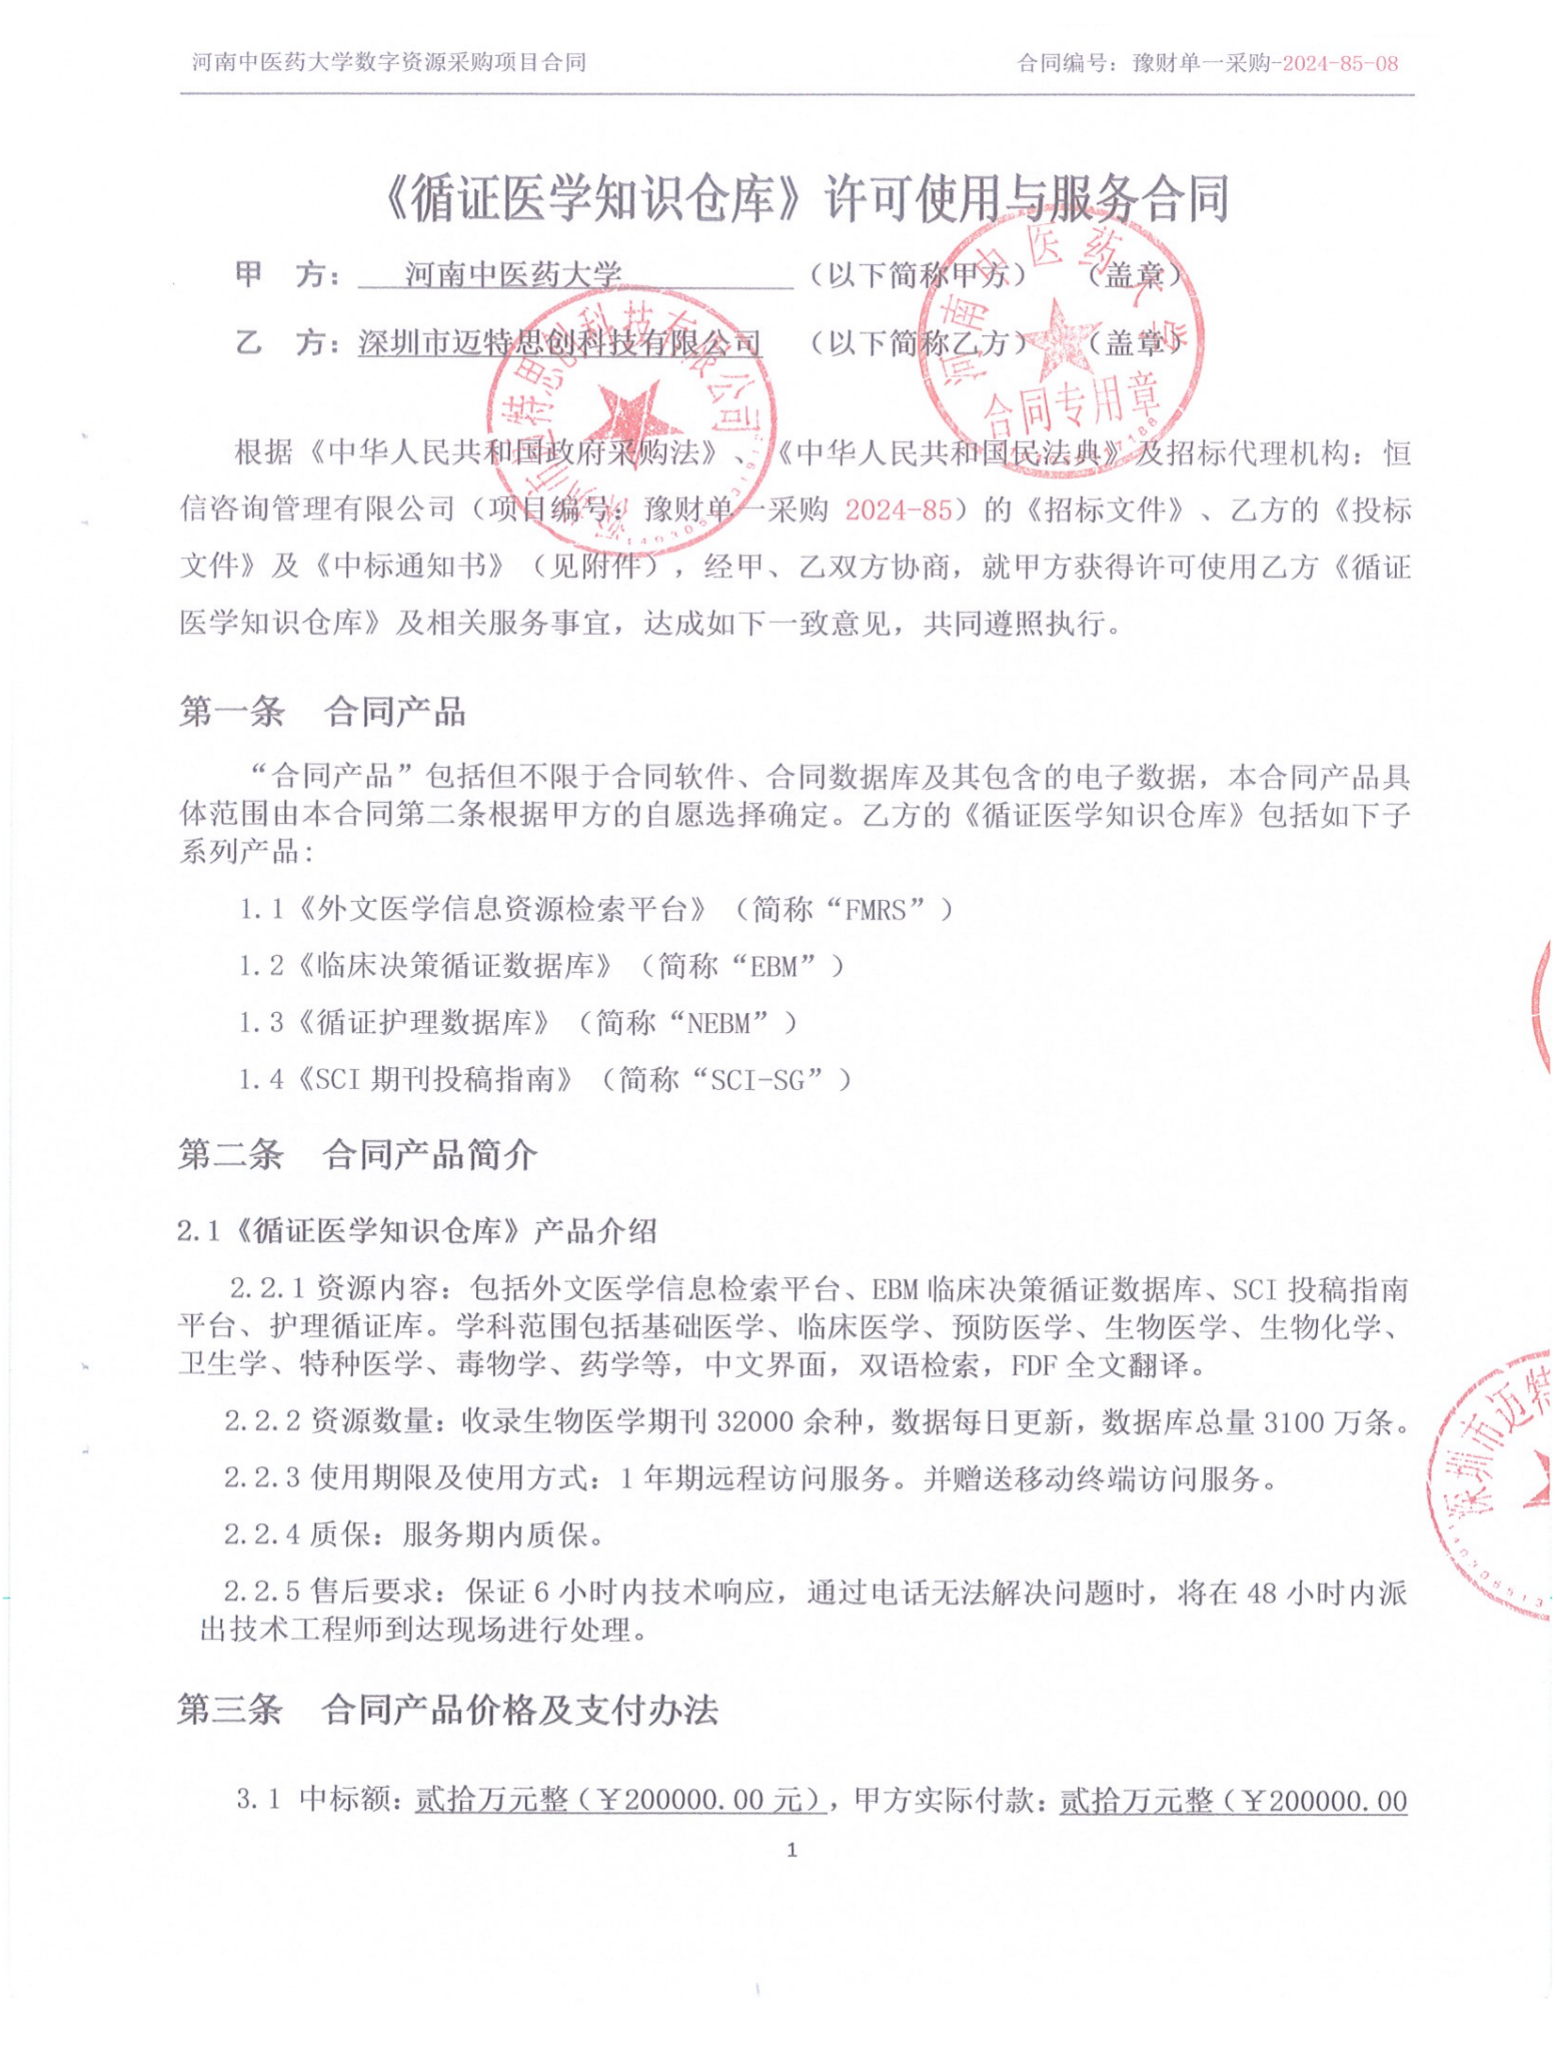 河南中医药大学数字资源采购项目合同 合同编号：豫财单一采购-2024-85-08
《循证医学知识仓库》许可使用与服务合同
甲 方：河南中医药大学（以下简称甲方）（盖章）
乙 方：深圳市迈特思创科技有限公司（以下简称乙方）（盖章）
河南中医药大学
合同专用章
深圳市迈特思创科技有限公司
根据《中华人民共和国政府采购法》、《中华人民共和国民法典》及招标代理机构：恒
信咨询管理有限公司（项目编号：豫财单一采购 2024-85）的《招标文件》、乙方的《投标
文件》及《中标通知书》（见附件），经甲、乙双方协商，就甲方获得许可使用乙方《循证
医学知识仓库》及相关服务事宜，达成如下一致意见，共同遵照执行。
第一条 合同产品
“合同产品”包括但不限于合同软件、合同数据库及其包含的电子数据，本合同产品具
体范围由本合同第二条根据甲方的自愿选择确定。乙方的《循证医学知识仓库》包括如下子
系列产品：
1.1《外文医学信息资源检索平台》（简称“FMRS”）
1.2《临床决策循证数据库》（简称“EBM”）
1.3《循证护理数据库》（简称“NEBM”）
1.4《SCI 期刊投稿指南》（简称“SCI-SG”）
第二条 合同产品简介
2.1《循证医学知识仓库》产品介绍
2.2.1 资源内容：包括外文医学信息检索平台、EBM 临床决策循证数据库、SCI 投稿指南
平台、护理循证库。学科范围包括基础医学、临床医学、预防医学、生物医学、生物化学、
卫生学、特种医学、毒物学、药学等，中文界面，双语检索，FDF 全文翻译。
2.2.2 资源数量：收录生物医学期刊 32000 余种，数据每日更新，数据库总量 3100 万条。
2.2.3 使用期限及使用方式：1 年期远程访问服务。并赠送移动终端访问服务。
2.2.4 质保：服务期内质保。
2.2.5 售后要求：保证 6 小时内技术响应，通过电话无法解决问题时，将在 48 小时内派
出技术工程师到达现场进行处理。
深圳市迈特
第三条 合同产品价格及支付办法
3.1 中标额：贰拾万元整（￥200000.00 元），甲方实际付款：贰拾万元整（￥200000.00
1